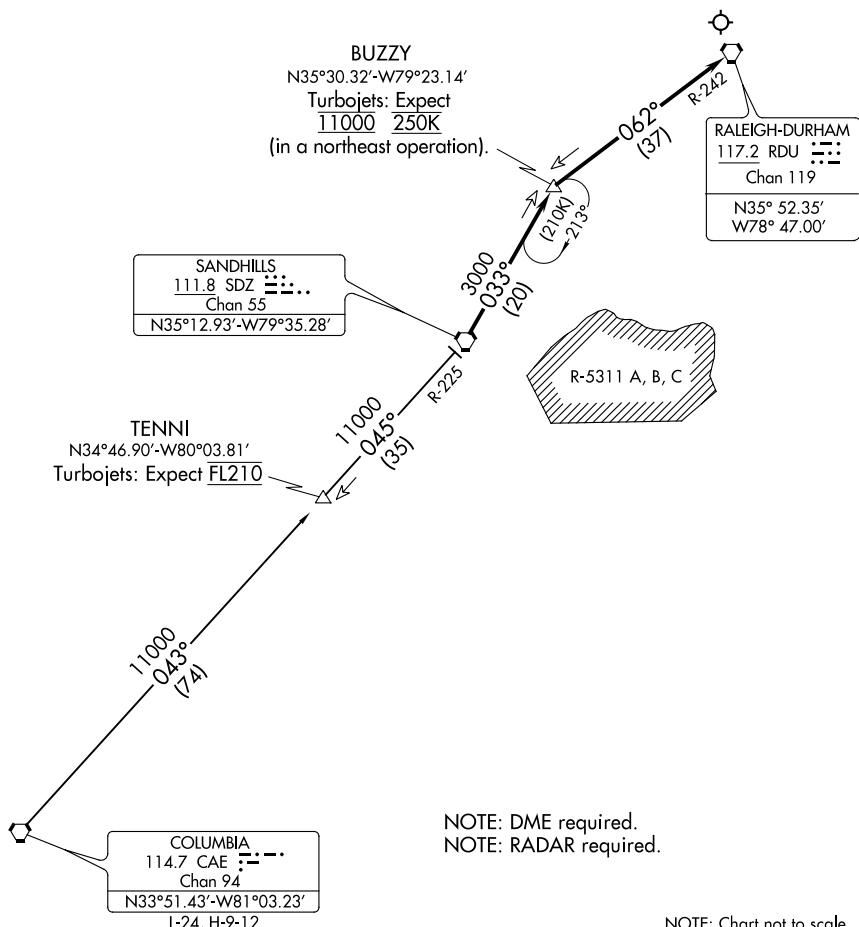 BUZZY
N35°30.32′-W79°23.14′
Turbojets: Expect
11000 250K
(in a northeast operation).
R-242
062°
(37)
RALEIGH-DURHAM
117.2 RDU
Chan 119
N35° 52.35′
W78° 47.00′
(210K)
213°
SANDHILLS
111.8 SDZ
Chan 55
N35°12.93′-W79°35.28′
3000
033°
(20)
R-5311 A, B, C
R-225
11000
045°
(35)
TENNI
N34°46.90′-W80°03.81′
Turbojets: Expect FL210
11000
043°
(74)
NOTE: DME required.
NOTE: RADAR required.
COLUMBIA
114.7 CAE
Chan 94
N33°51.43′-W81°03.23′
L-24, H-9-12
NOTE: Chart not to scale